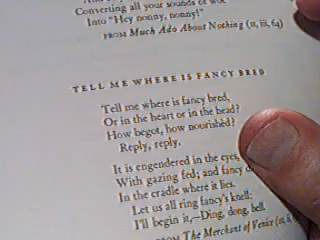 Converting all your sounds of woe
Into "Hey nonny, nonny!"
FROM Much Ado About Nothing (II, iii, 64)
TELL ME WHERE IS FANCY BRED
Tell me where is fancy bred,
Or in the heart or in the head?
How begot, how nourished?
Reply, reply.
It is engendered in the eyes,
With gazing fed; and fancy d
In the cradle where it lies.
Let us all ring fancy's knell:
I'll begin it,—Ding, dong, bell.
FROM The Merchant of Venice (III, ii,